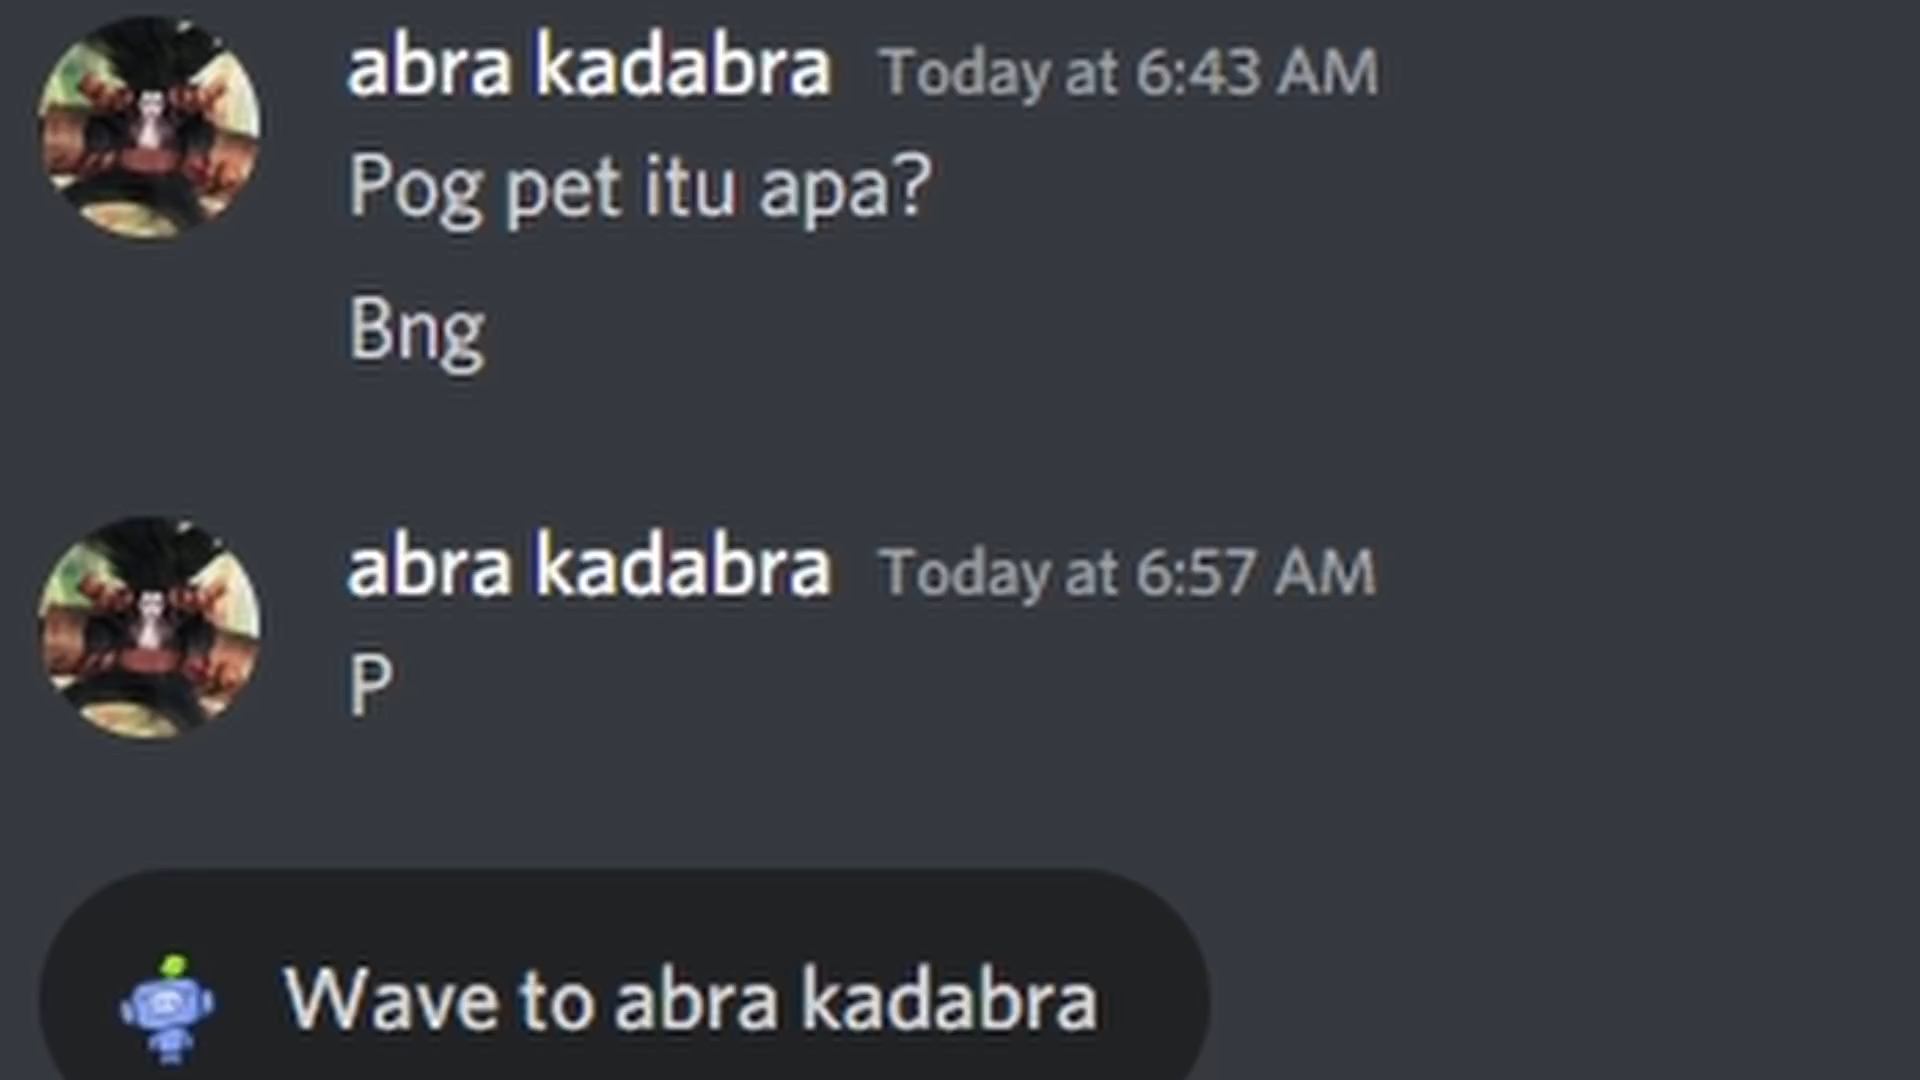 abra kadabra Today at 6:43 AM
Pog pet itu apa?
Bng
abra kadabra Today at 6:57 AM
P
Wave to abra kadabra